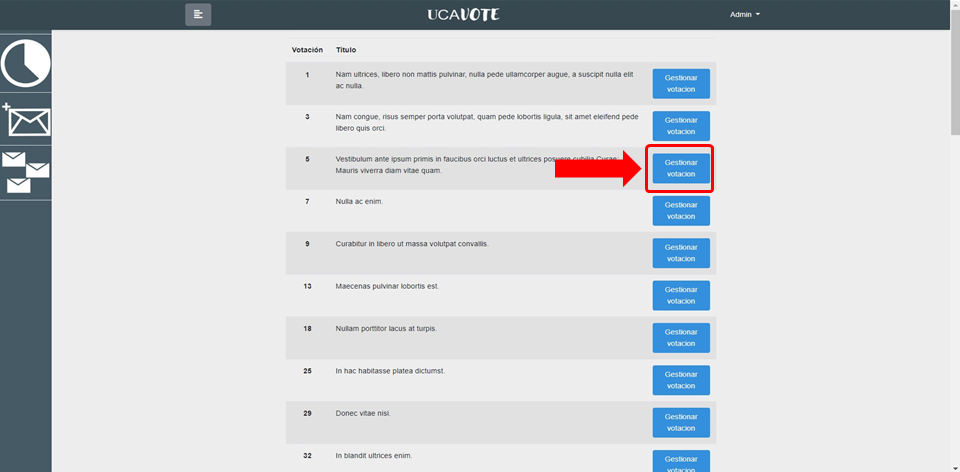 UCAVOTE
Admin
Votación Título
1 Nam ultrices, libero non mattis pulvinar, nulla pede ullamcorper augue, a suscipit nulla elit
ac nulla.
Gestionar
votacion
3 Nam congue, risus semper porta volutpat, quam pede lobortis ligula, sit amet eleifend pede
libero quis orci.
Gestionar
votacion
5 Vestibulum ante ipsum primis in faucibus orci luctus et ultrices posuere cubilia Curae
Mauris viverra diam vitae quam.
Gestionar
votacion
7 Nulla ac enim.
Gestionar
votacion
9 Curabitur in libero ut massa volutpat convallis.
Gestionar
votacion
13 Maecenas pulvinar lobortis est.
Gestionar
votacion
18 Nullam porttitor lacus at turpis.
Gestionar
votacion
25 In hac habitasse platea dictumst.
Gestionar
votacion
29 Donec vitae nisi.
Gestionar
votacion
32 In blandit ultrices enim.
Gestionar
votacion